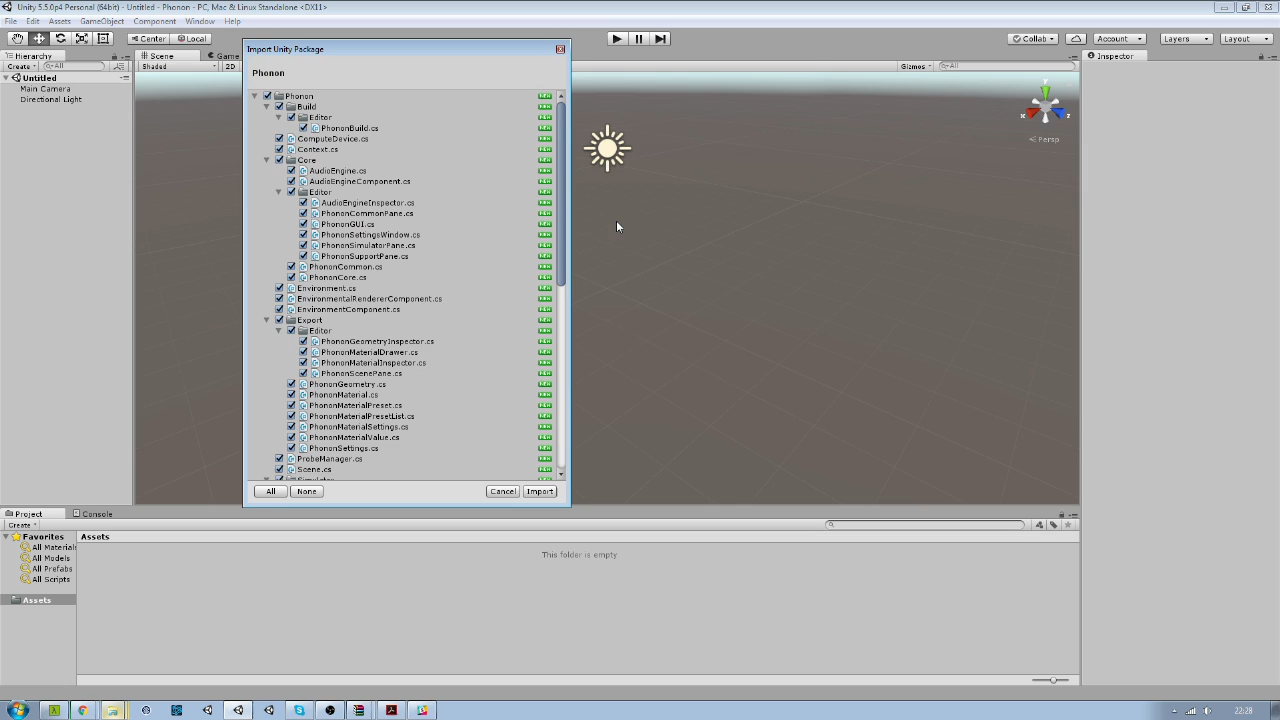 Unity 5.5.0p4 Personal (64bit) - Untitled - Phonon - PC, Mac & Linux Standalone <DX11>
File Edit Assets GameObject Component Window Help
Center Local Collab Account Layers Layout
Hierarchy Scene Game Inspector
Create All Shaded 2D Gizmos All
Untitled
Main Camera
Directional Light
Import Unity Package
Phonon
Phonon
Build
Editor
PhononBuild.cs
ComputeDevice.cs
Context.cs
Core
AudioEngine.cs
AudioEngineComponent.cs
Editor
AudioEngineInspector.cs
PhononCommonPane.cs
PhononGUI.cs
PhononSettingsWindow.cs
PhononSimulatorPane.cs
PhononSupportPane.cs
PhononCommon.cs
PhononCore.cs
Environment.cs
EnvironmentalRendererComponent.cs
EnvironmentComponent.cs
Export
Editor
PhononGeometryInspector.cs
PhononMaterialDrawer.cs
PhononMaterialInspector.cs
PhononScenePane.cs
PhononGeometry.cs
PhononMaterial.cs
PhononMaterialPreset.cs
PhononMaterialPresetList.cs
PhononMaterialSettings.cs
PhononMaterialValue.cs
PhononSettings.cs
ProbeManager.cs
Scene.cs
All None Cancel Import
y
x z
< Persp
Project Console
Create
Favorites
All Materials
All Models
All Prefabs
All Scripts
Assets
Assets
This folder is empty
22:28